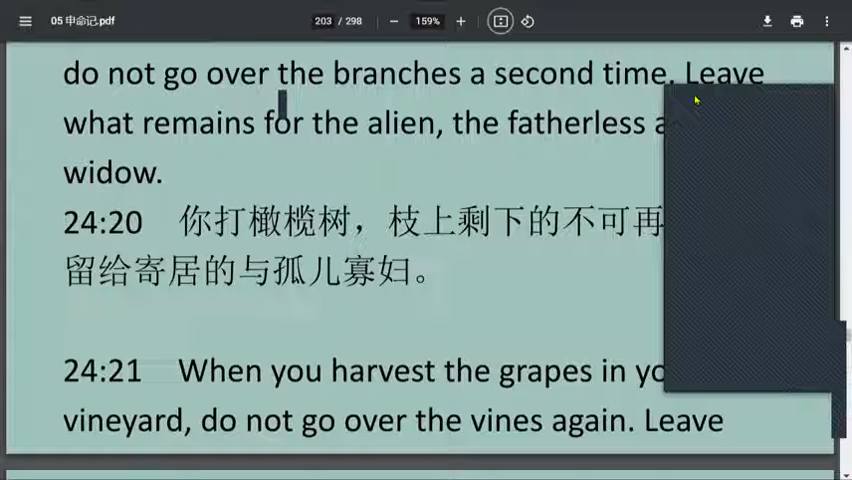 05 申命记.pdf
203 / 298
159%
do not go over the branches a second time. Leave
what remains for the alien, the fatherless
widow.
24:20 你打橄榄树，枝上剩下的不可再
留给寄居的与孤儿寡妇。
24:21 When you harvest the grapes in
vineyard, do not go over the vines again. Leave